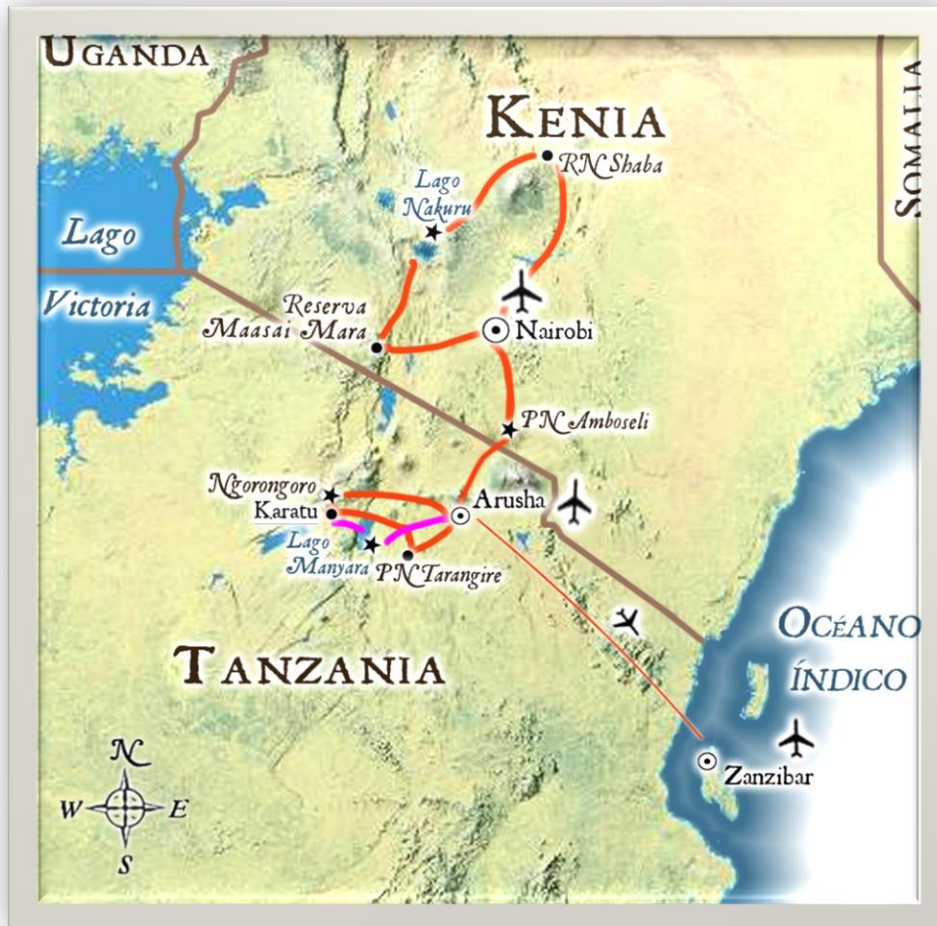 UGANDA
KENIA
SOMALIA
RN Shaba
Lago
Nakuru
Lago
Victoria
Reserva
Maasai Mara
Nairobi
PN Amboseli
Ngorongoro
Karatu
Arusha
Lago
Manyara
PN Tarangire
TANZANIA
OCÉANO
ÍNDICO
Zanzibar
N
W
E
S